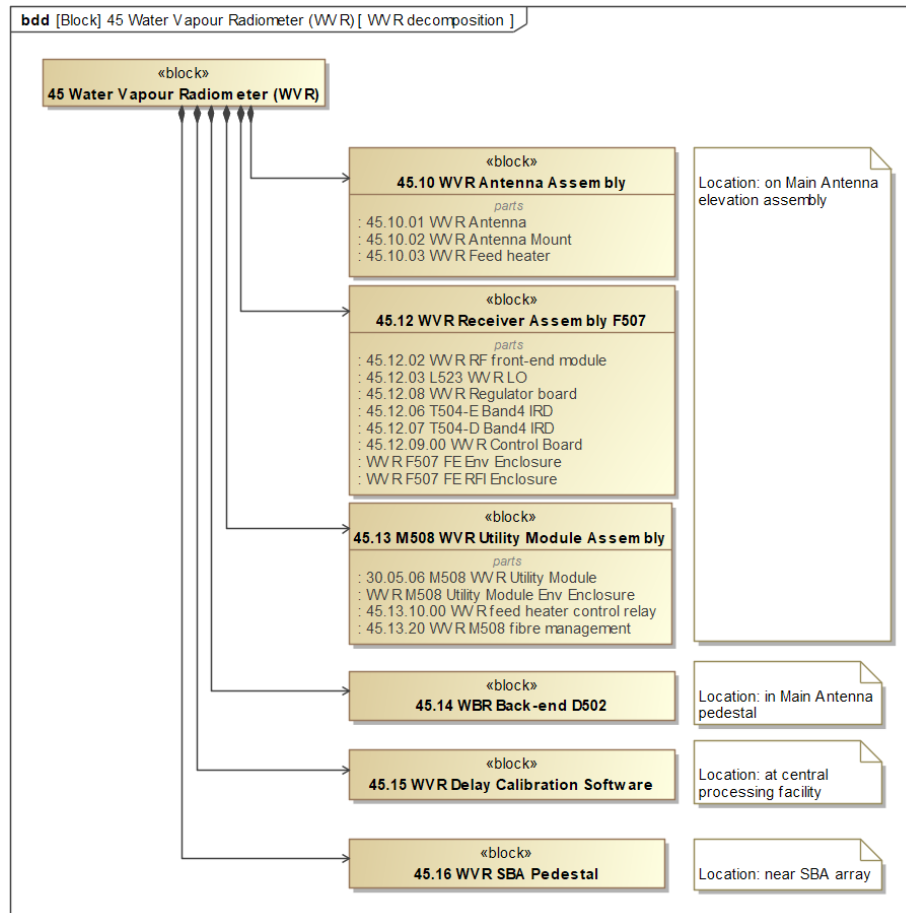 bdd [Block] 45 Water Vapour Radiometer (WVR) [ WVR decomposition ]
«block»
45 Water Vapour Radiometer (WVR)
«block»
45.10 WVR Antenna Assembly
parts
: 45.10.01 WVR Antenna
: 45.10.02 WVR Antenna Mount
: 45.10.03 WVR Feed heater
Location: on Main Antenna
elevation assembly
«block»
45.12 WVR Receiver Assembly F507
parts
: 45.12.02 WVR RF front-end module
: 45.12.03 L523 WVR LO
: 45.12.08 WVR Regulator board
: 45.12.06 T504-E Band4 IRD
: 45.12.07 T504-D Band4 IRD
: 45.12.09.00 WVR Control Board
: WVR F507 FE Env Enclosure
: WVR F507 FE RFI Enclosure
«block»
45.13 M508 WVR Utility Module Assembly
parts
: 30.05.06 M508 WVR Utility Module
: WVR M508 Utility Module Env Enclosure
: 45.13.10.00 WVR feed heater control relay
: 45.13.20 WVR M508 fibre management
«block»
45.14 WBR Back-end D502
Location: in Main Antenna
pedestal
«block»
45.15 WVR Delay Calibration Software
Location: at central
processing facility
«block»
45.16 WVR SBA Pedestal
Location: near SBA array